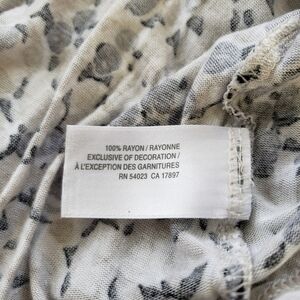 100% RAYON / RAYONNE
EXCLUSIVE OF DECORATION /
À L'EXCEPTION DES GARNITURES
RN 54023 CA 17897